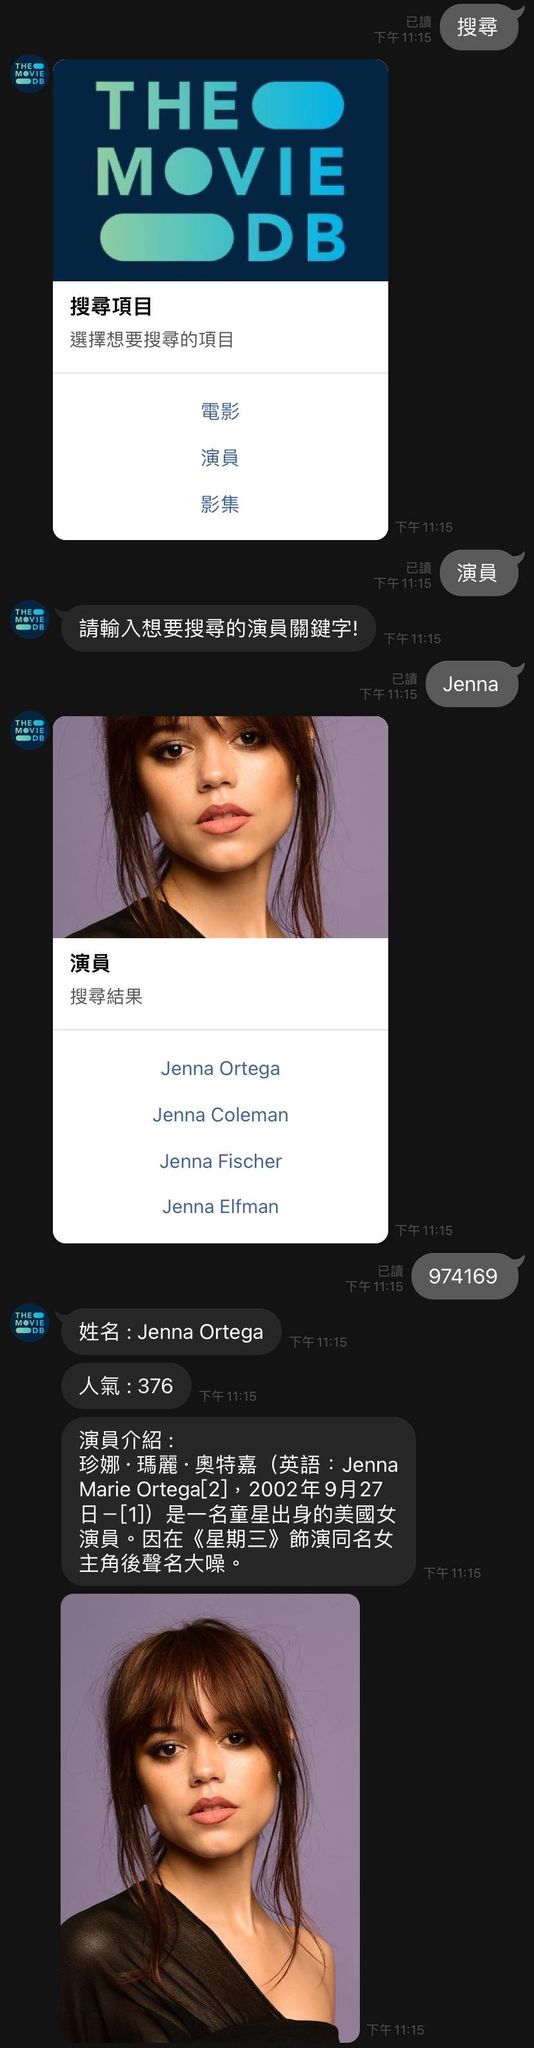 已讀
下午 11:15
搜尋
THE
MOVIE
DB
THE
MOVIE
DB
搜尋項目
選擇想要搜尋的項目
電影
演員
影集
下午 11:15
已讀
下午 11:15
演員
THE
MOVIE
DB
請輸入想要搜尋的演員關鍵字!
下午 11:15
已讀
下午 11:15
Jenna
THE
MOVIE
DB
演員
搜尋結果
Jenna Ortega
Jenna Coleman
Jenna Fischer
Jenna Elfman
下午 11:15
已讀
下午 11:15
974169
THE
MOVIE
DB
姓名 : Jenna Ortega
下午 11:15
人氣 : 376
下午 11:15
演員介紹 :
珍娜·瑪麗·奧特嘉（英語：Jenna
Marie Ortega[2]，2002年9月27
日－[1]）是一名童星出身的美國女
演員。因在《星期三》飾演同名女
主角後聲名大噪。
下午 11:15
下午 11:15